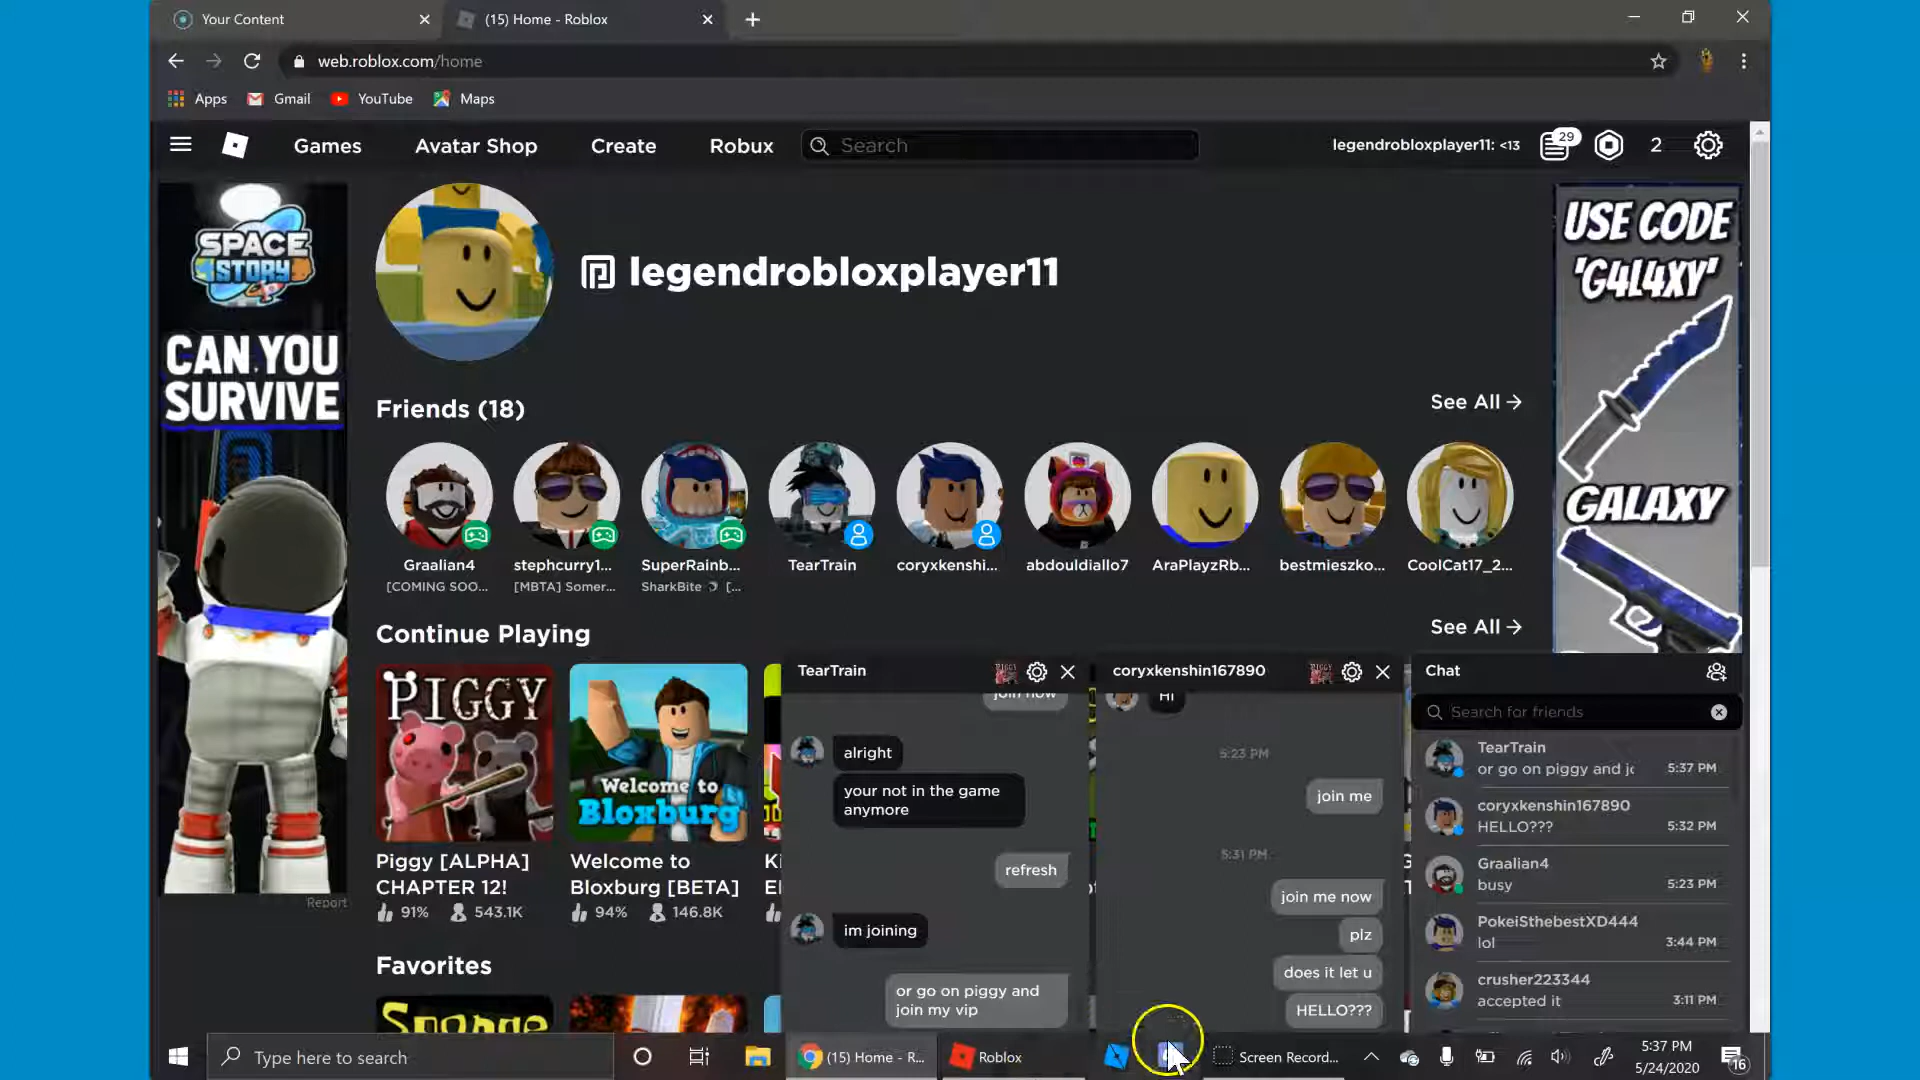 Your Content
(15) Home - Roblox
web.roblox.com/home
Apps
Gmail
YouTube
Maps
Games
Avatar Shop
Create
Robux
Search
legendrobloxplayer11: <13
29
2
SPACE
STORY
CAN YOU
SURVIVE
Report
legendrobloxplayer11
USE CODE
'G4L4XY'
GALAXY
Friends (18)
See All
Graalian4
[COMING SOO...
stephcurry1...
[MBTA] Somer...
SuperRainb...
SharkBite
TearTrain
coryxkenshi...
abdouldiallo7
AraPlayzRb...
bestmieszko...
CoolCat17_2...
Continue Playing
See All
PIGGY
Piggy [ALPHA]
CHAPTER 12!
91%
543.1K
Welcome to
Bloxburg
Welcome to
Bloxburg [BETA]
94%
146.8K
Favorites
TearTrain
join now
alright
your not in the game
anymore
refresh
im joining
or go on piggy and
join my vip
coryxkenshin167890
Hi
5:23 PM
join me
5:31 PM
join me now
plz
does it let u
HELLO???
Chat
Search for friends
TearTrain
or go on piggy and jo
5:37 PM
coryxkenshin167890
HELLO???
5:32 PM
Graalian4
busy
5:23 PM
PokeiSthebestXD444
lol
3:44 PM
crusher223344
accepted it
3:11 PM
Type here to search
(15) Home - R...
Roblox
Screen Record...
5:37 PM
5/24/2020
16